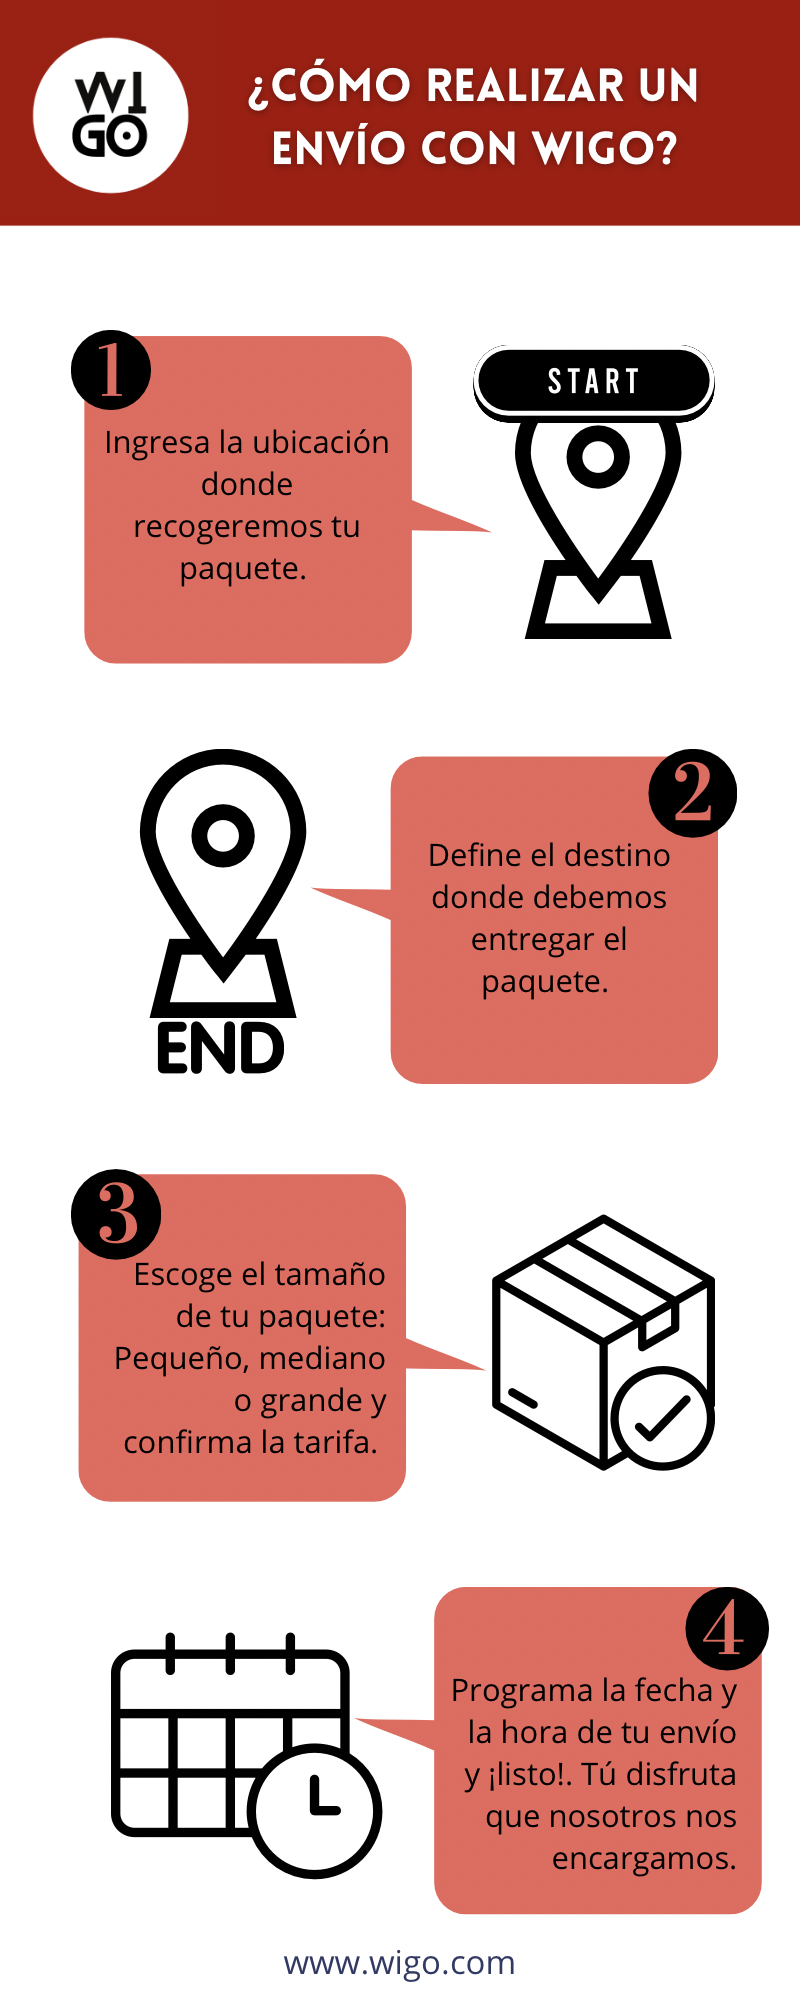 WI
GO
¿CÓMO REALIZAR UN
ENVÍO CON WIGO?
1
Ingresa la ubicación
donde
recogeremos tu
paquete.
START
2
Define el destino
donde debemos
entregar el
paquete.
END
3
Escoge el tamaño
de tu paquete:
Pequeño, mediano
o grande y
confirma la tarifa.
4
Programa la fecha y
la hora de tu envío
y ¡listo!. Tú disfruta
que nosotros nos
encargamos.
www.wigo.com